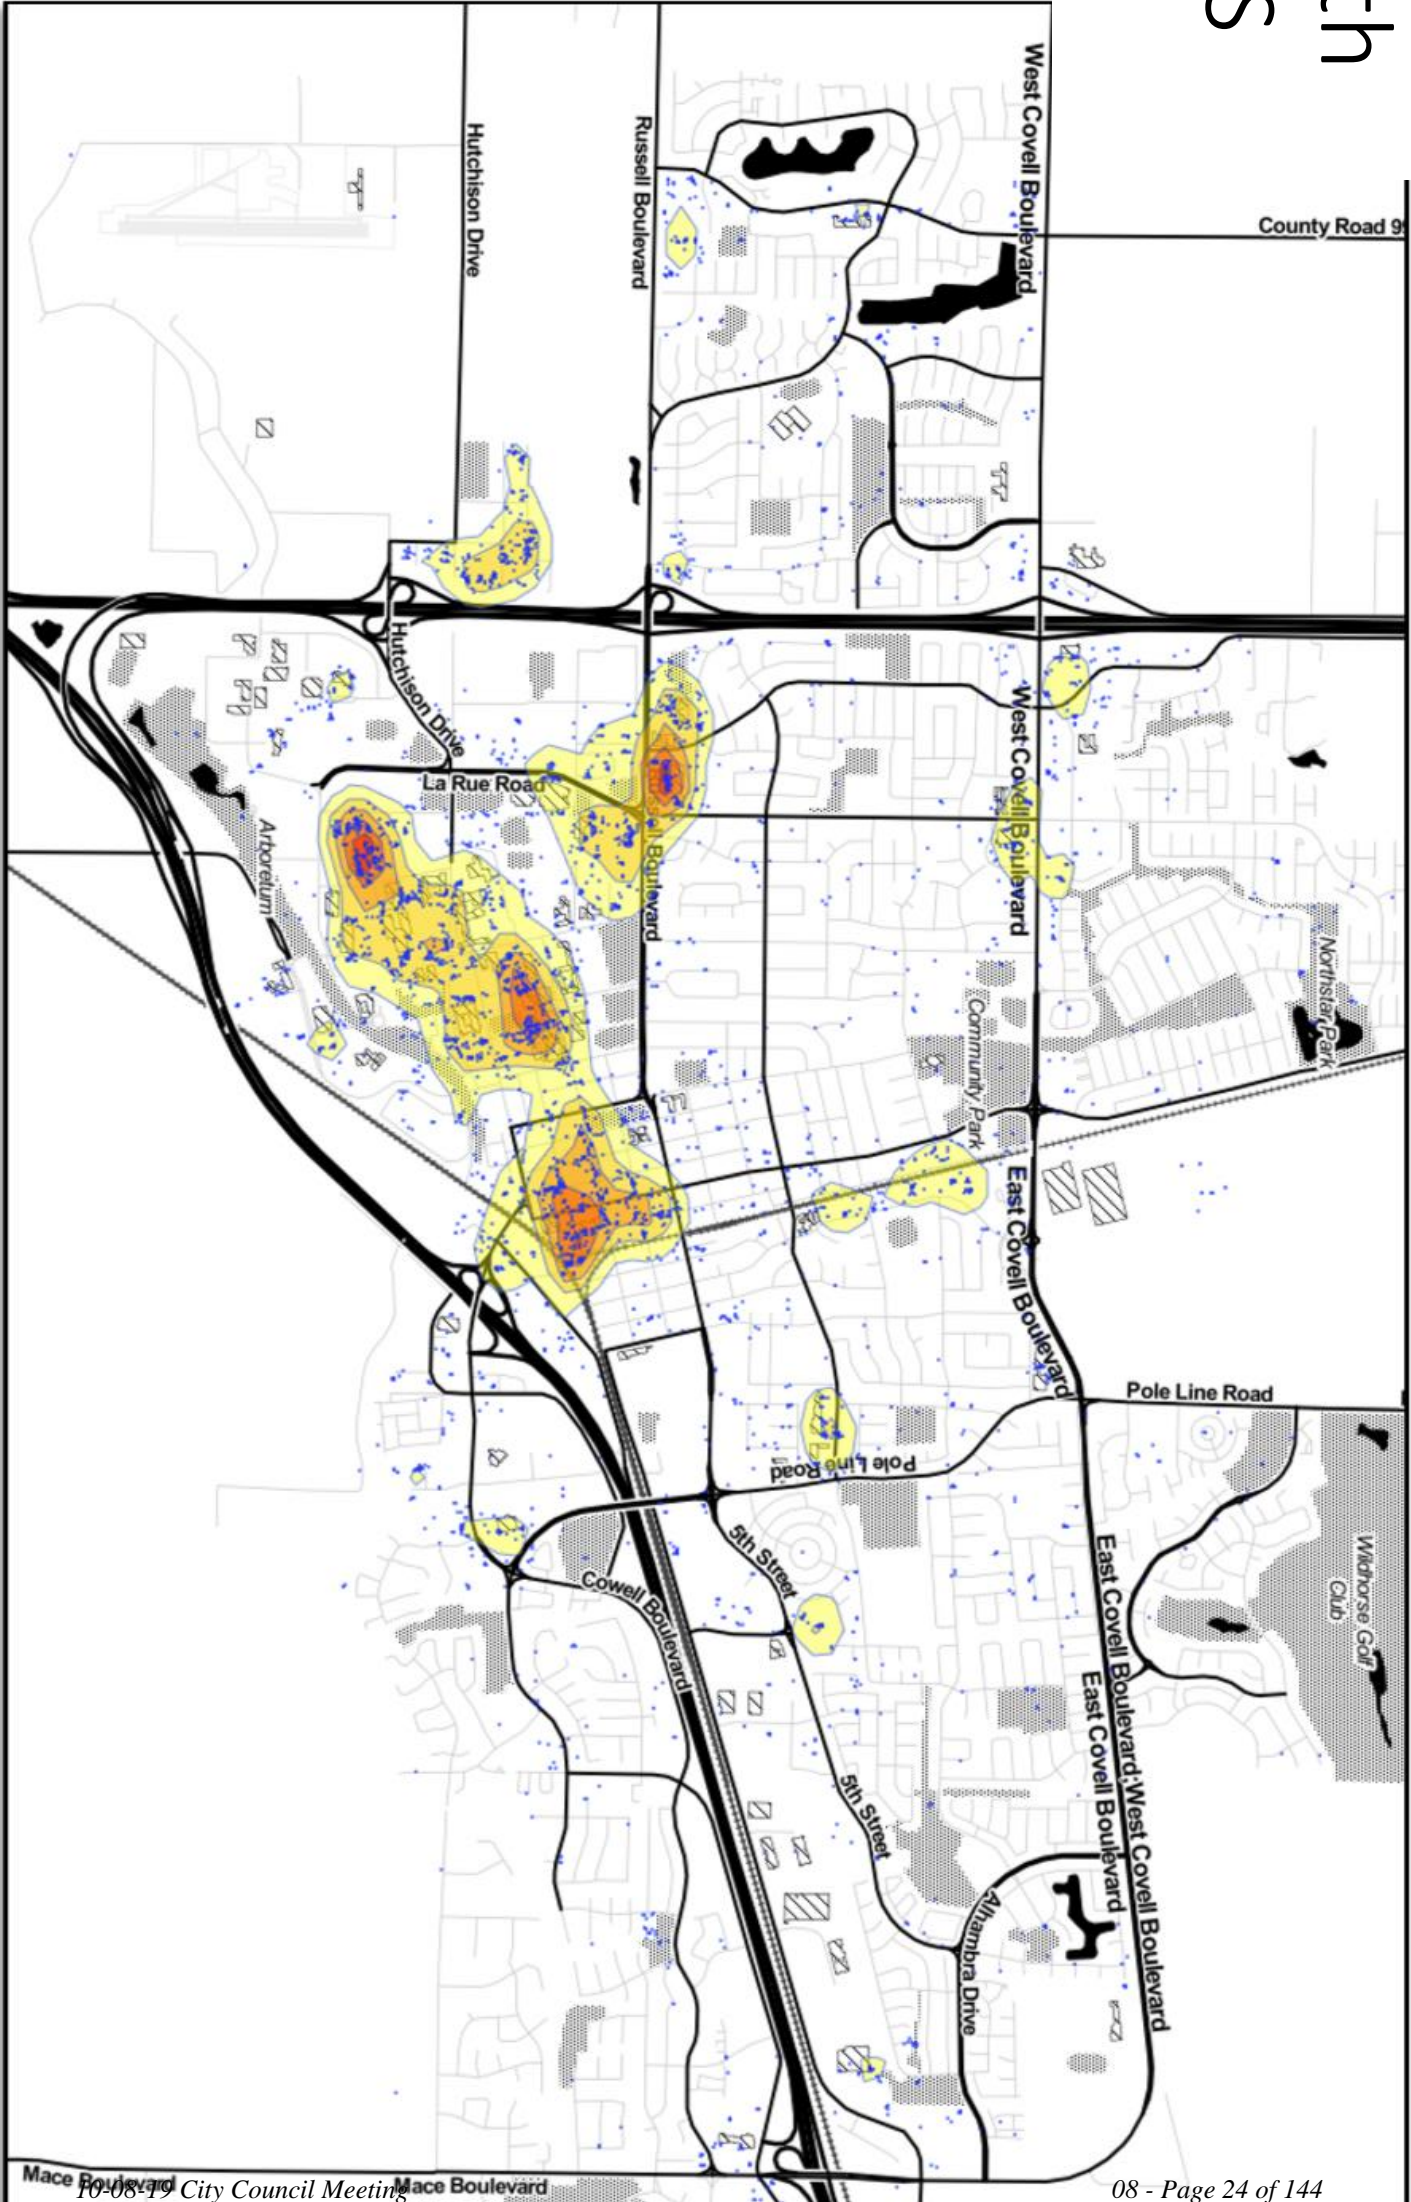 th
S
West Covell Boulevard
Hutchison Drive
Russell Boulevard
County Road 9
Hutchison Drive
West Covell Boulevard
La Rue Road
Boulevard
Arboretum
Northstar Park
Community Park
East Covell Boulevard
Pole Line Road
Pole Line Road
5th Street
Cowell Boulevard
Wildhorse Golf
Club
East Covell Boulevard;West Covell Boulevard
East Covell Boulevard
5th Street
Alhambra Drive
Mace Boulevard
Mace Boulevard
10-08-19 City Council Meeting
08 - Page 24 of 144